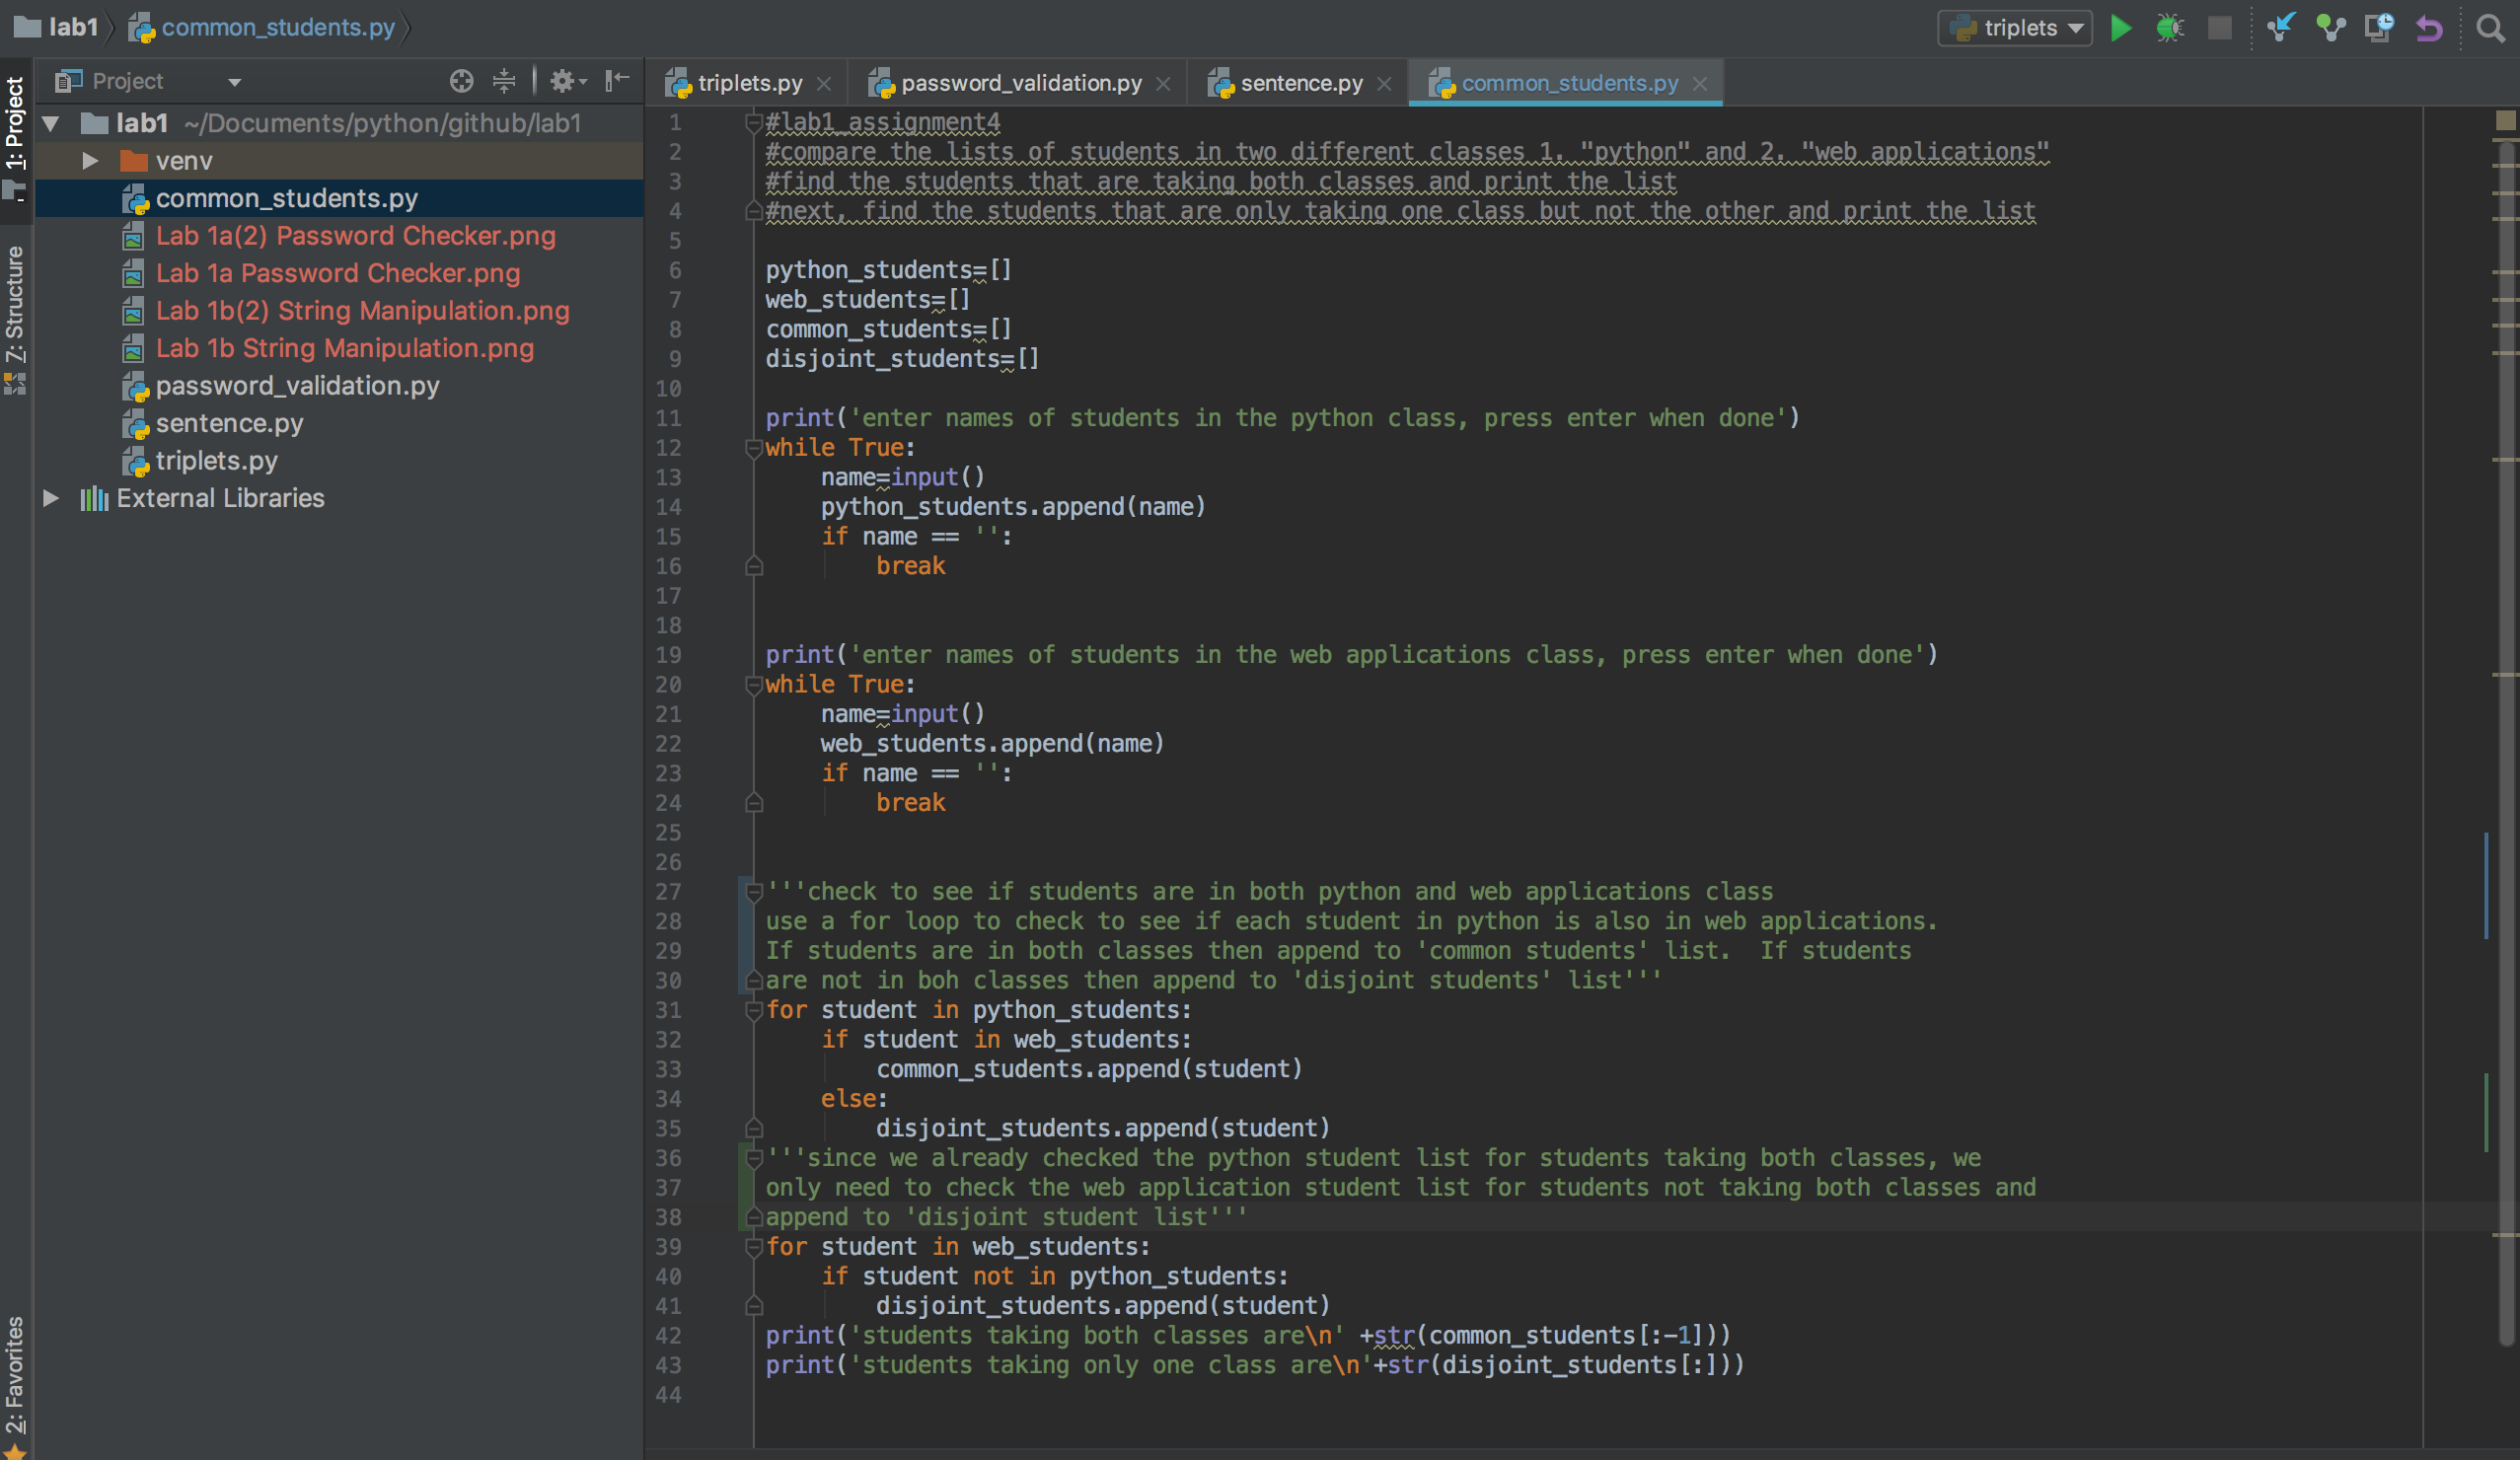 lab1 common_students.py triplets
Project
triplets.py password_validation.py sentence.py common_students.py
1: Project
7: Structure
2: Favorites
lab1 ~/Documents/python/github/lab1
venv
common_students.py
Lab 1a(2) Password Checker.png
Lab 1a Password Checker.png
Lab 1b(2) String Manipulation.png
Lab 1b String Manipulation.png
password_validation.py
sentence.py
triplets.py
External Libraries
1 #lab1_assignment4
2 #compare the lists of students in two different classes 1. "python" and 2. "web applications"
3 #find the students that are taking both classes and print the list
4 #next, find the students that are only taking one class but not the other and print the list
5
6 python_students=[]
7 web_students=[]
8 common_students=[]
9 disjoint_students=[]
10
11 print('enter names of students in the python class, press enter when done')
12 while True:
13     name=input()
14     python_students.append(name)
15     if name == '':
16         break
17
18
19 print('enter names of students in the web applications class, press enter when done')
20 while True:
21     name=input()
22     web_students.append(name)
23     if name == '':
24         break
25
26
27 '''check to see if students are in both python and web applications class
28 use a for loop to check to see if each student in python is also in web applications.
29 If students are in both classes then append to 'common students' list.  If students
30 are not in boh classes then append to 'disjoint students' list'''
31 for student in python_students:
32     if student in web_students:
33         common_students.append(student)
34     else:
35         disjoint_students.append(student)
36 '''since we already checked the python student list for students taking both classes, we
37 only need to check the web application student list for students not taking both classes and
38 append to 'disjoint student list'''
39 for student in web_students:
40     if student not in python_students:
41         disjoint_students.append(student)
42 print('students taking both classes are\n' +str(common_students[:-1]))
43 print('students taking only one class are\n'+str(disjoint_students[:]))
44